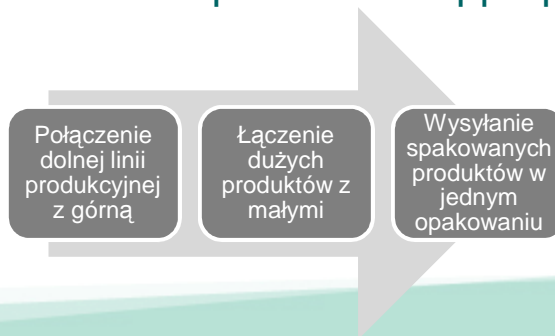 Połączenie
dolnej linii
produkcyjnej
z górną
Łączenie
dużych
produktów z
małymi
Wysyłanie
spakowanych
produktów w
jednym
opakowaniu